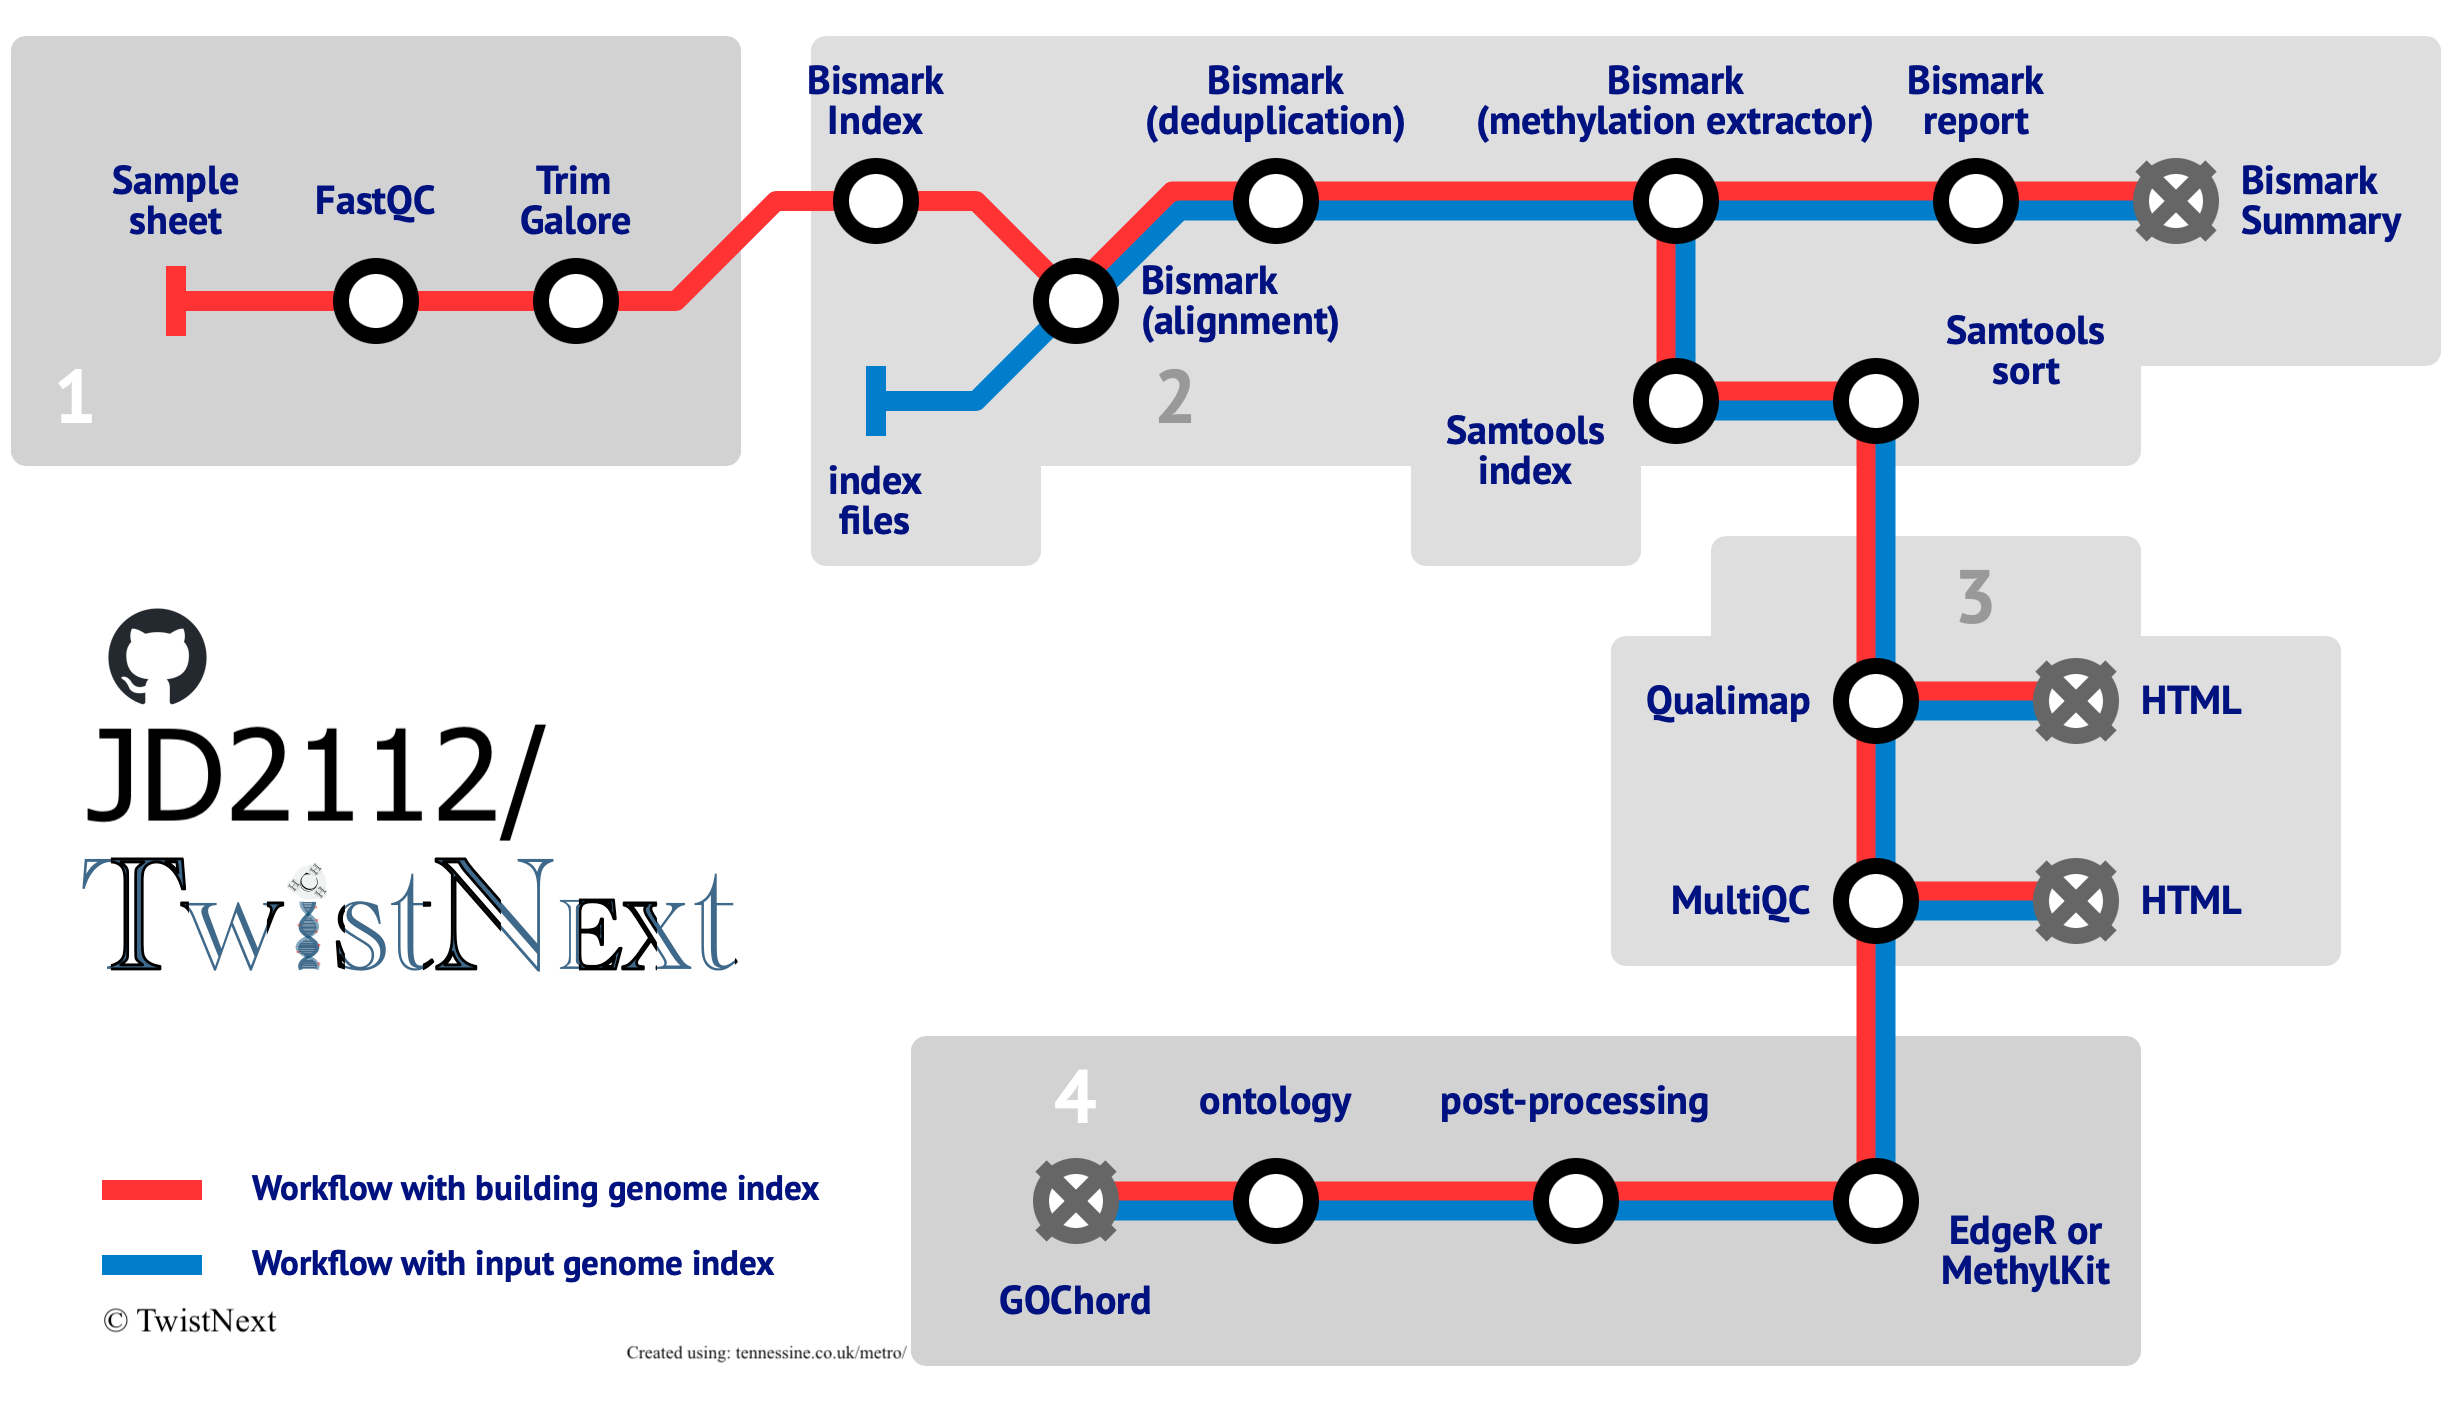 Sample
sheet
FastQC
Trim
Galore
1
Bismark
Index
Bismark
(deduplication)
Bismark
(methylation extractor)
Bismark
report
Bismark
Summary
Bismark
(alignment)
2
index
files
Samtools
index
Samtools
sort
3
Qualimap
HTML
MultiQC
HTML
JD2112/
TwistNext
4
ontology
post-processing
GOChord
EdgeR or
MethylKit
Workflow with building genome index
Workflow with input genome index
© TwistNext
Created using: tennessine.co.uk/metro/